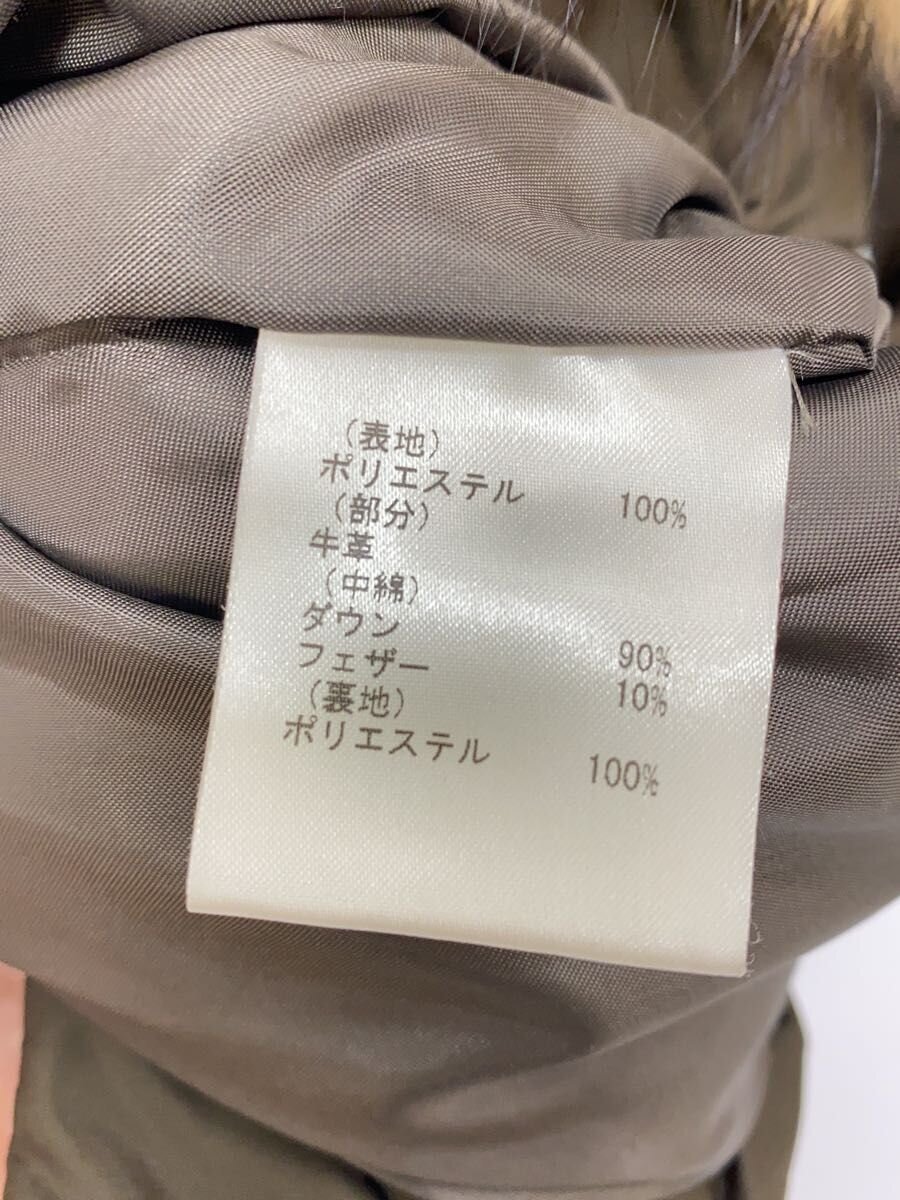 (表地)
ポリエステル 100%
(部分)
牛革
(中綿)
ダウン 90%
フェザー 10%
(裏地)
ポリエステル 100%